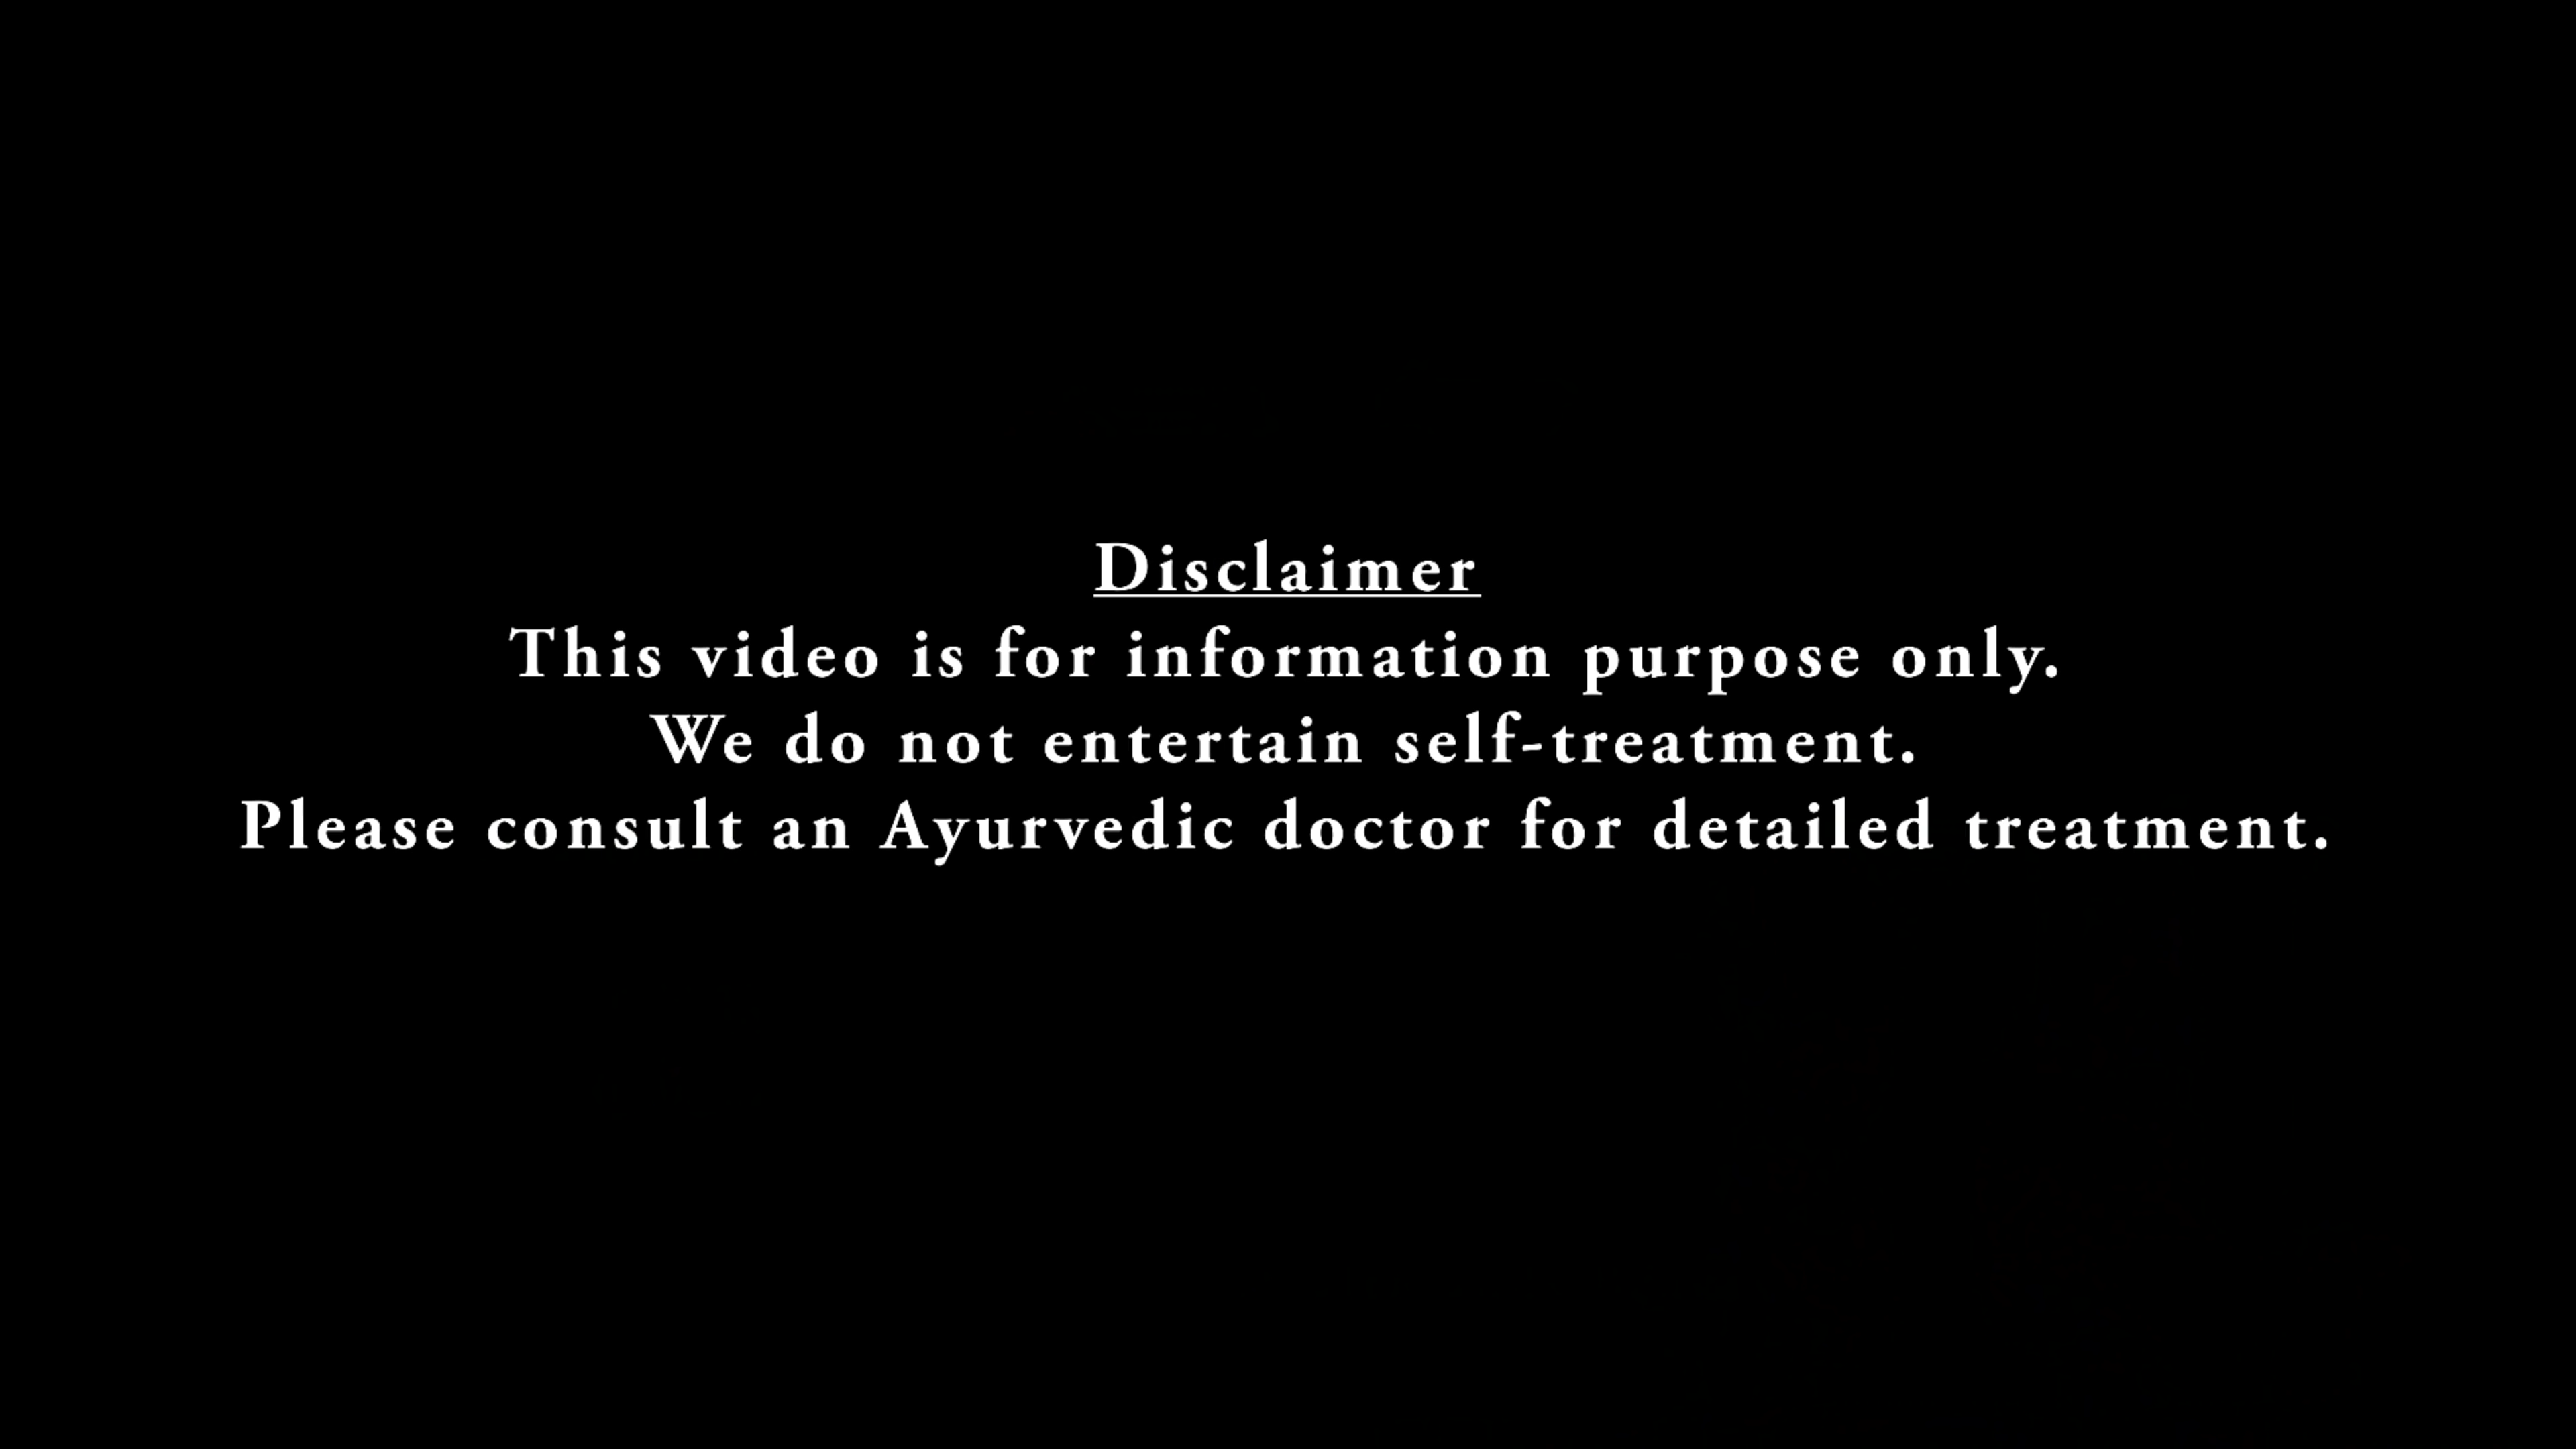 Disclaimer
This video is for information purpose only.
We do not entertain self-treatment.
Please consult an Ayurvedic doctor for detailed treatment.